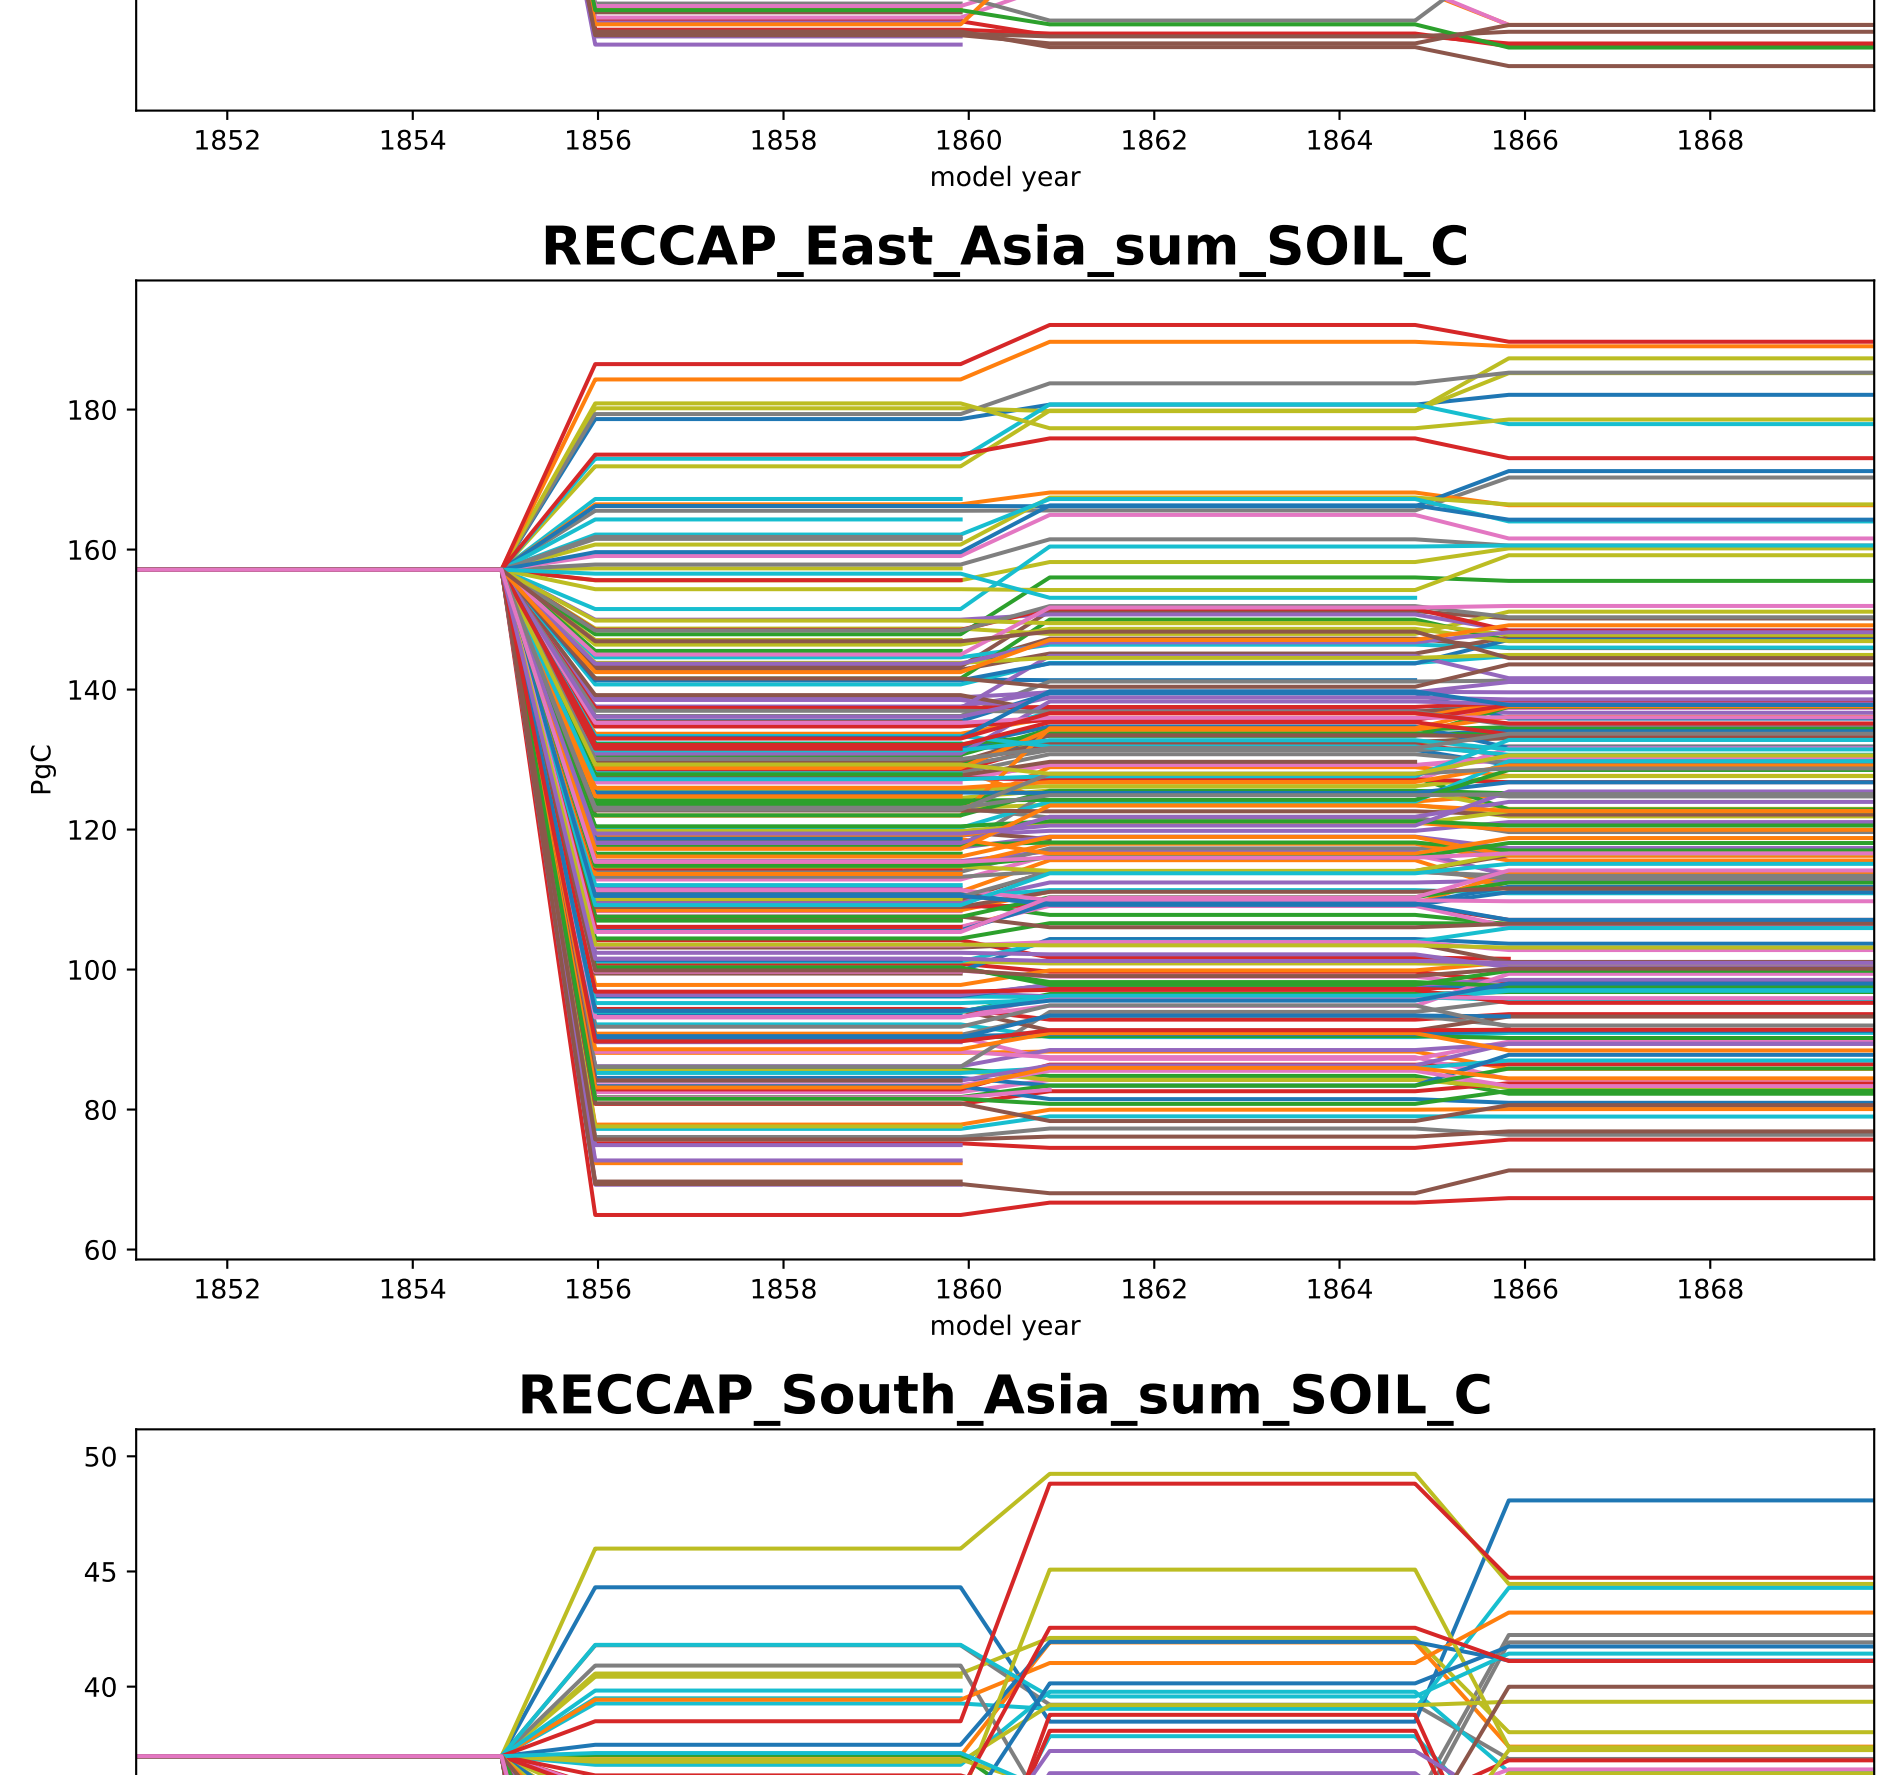 1852 1854 1856 1858 1860 1862 1864 1866 1868
model year
RECCAP_East_Asia_sum_SOIL_C
180
160
140
PgC
120
100
80
60
1852 1854 1856 1858 1860 1862 1864 1866 1868
model year
RECCAP_South_Asia_sum_SOIL_C
50
45
40